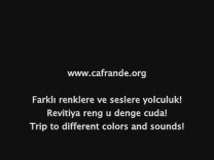 www.cafrande.org
Farklı renklere ve seslere yolculuk!
Revitiya reng u denge cuda!
Trip to different colors and sounds!